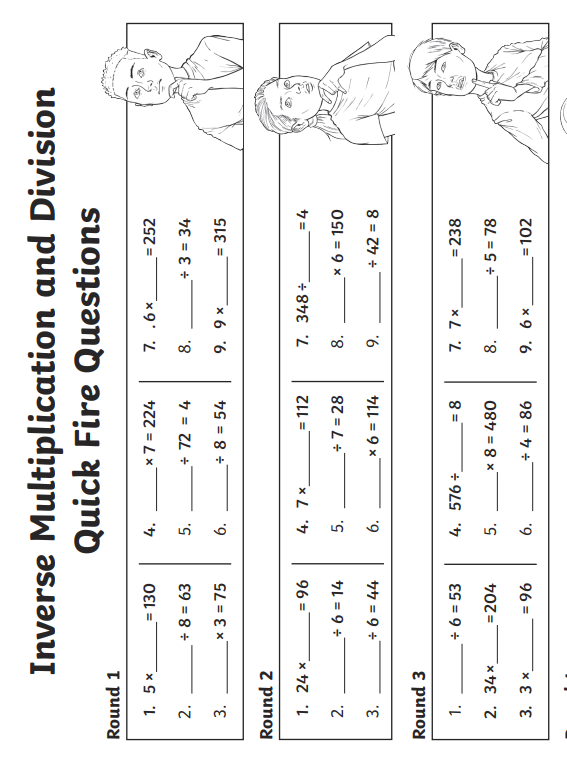 Inverse Multiplication and Division
Quick Fire Questions
Round 1
1. 5 × ______ = 130
2. ______ ÷ 8 = 63
3. ______ × 3 = 75
4. ______ × 7 = 224
5. ______ ÷ 72 = 4
6. ______ ÷ 8 = 54
7. .6 × ______ = 252
8. ______ ÷ 3 = 34
9. 9 × ______ = 315
Round 2
1. 24 × ______ = 96
2. ______ ÷ 6 = 14
3. ______ ÷ 6 = 44
4. 7 × ______ = 112
5. ______ ÷ 7 = 28
6. ______ × 6 = 114
7. 348 ÷ ______ = 4
8. ______ × 6 = 150
9. ______ ÷ 42 = 8
Round 3
1. ______ ÷ 6 = 53
2. 34 × ______ = 204
3. 3 × ______ = 96
4. 576 ÷ ______ = 8
5. ______ × 8 = 480
6. ______ ÷ 4 = 86
7. 7 × ______ = 238
8. ______ ÷ 5 = 78
9. 6 × ______ = 102